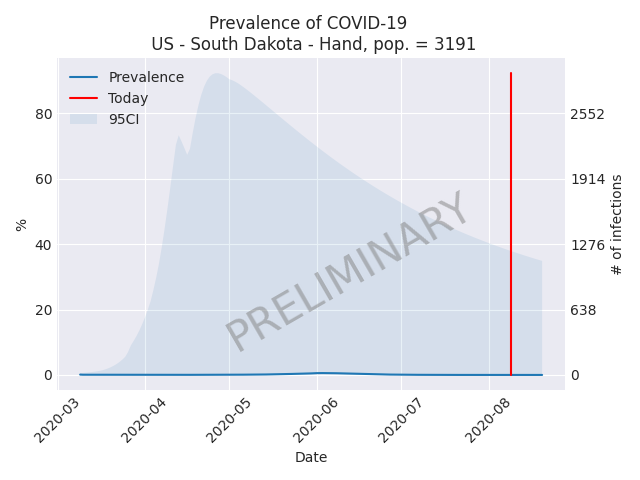 Prevalence of COVID-19
US - South Dakota - Hand, pop. = 3191
Prevalence
Today
95CI
80
60
40
20
0
%
2552
1914
1276
638
0
# of infections
PRELIMINARY
2020-03
2020-04
2020-05
2020-06
2020-07
2020-08
Date